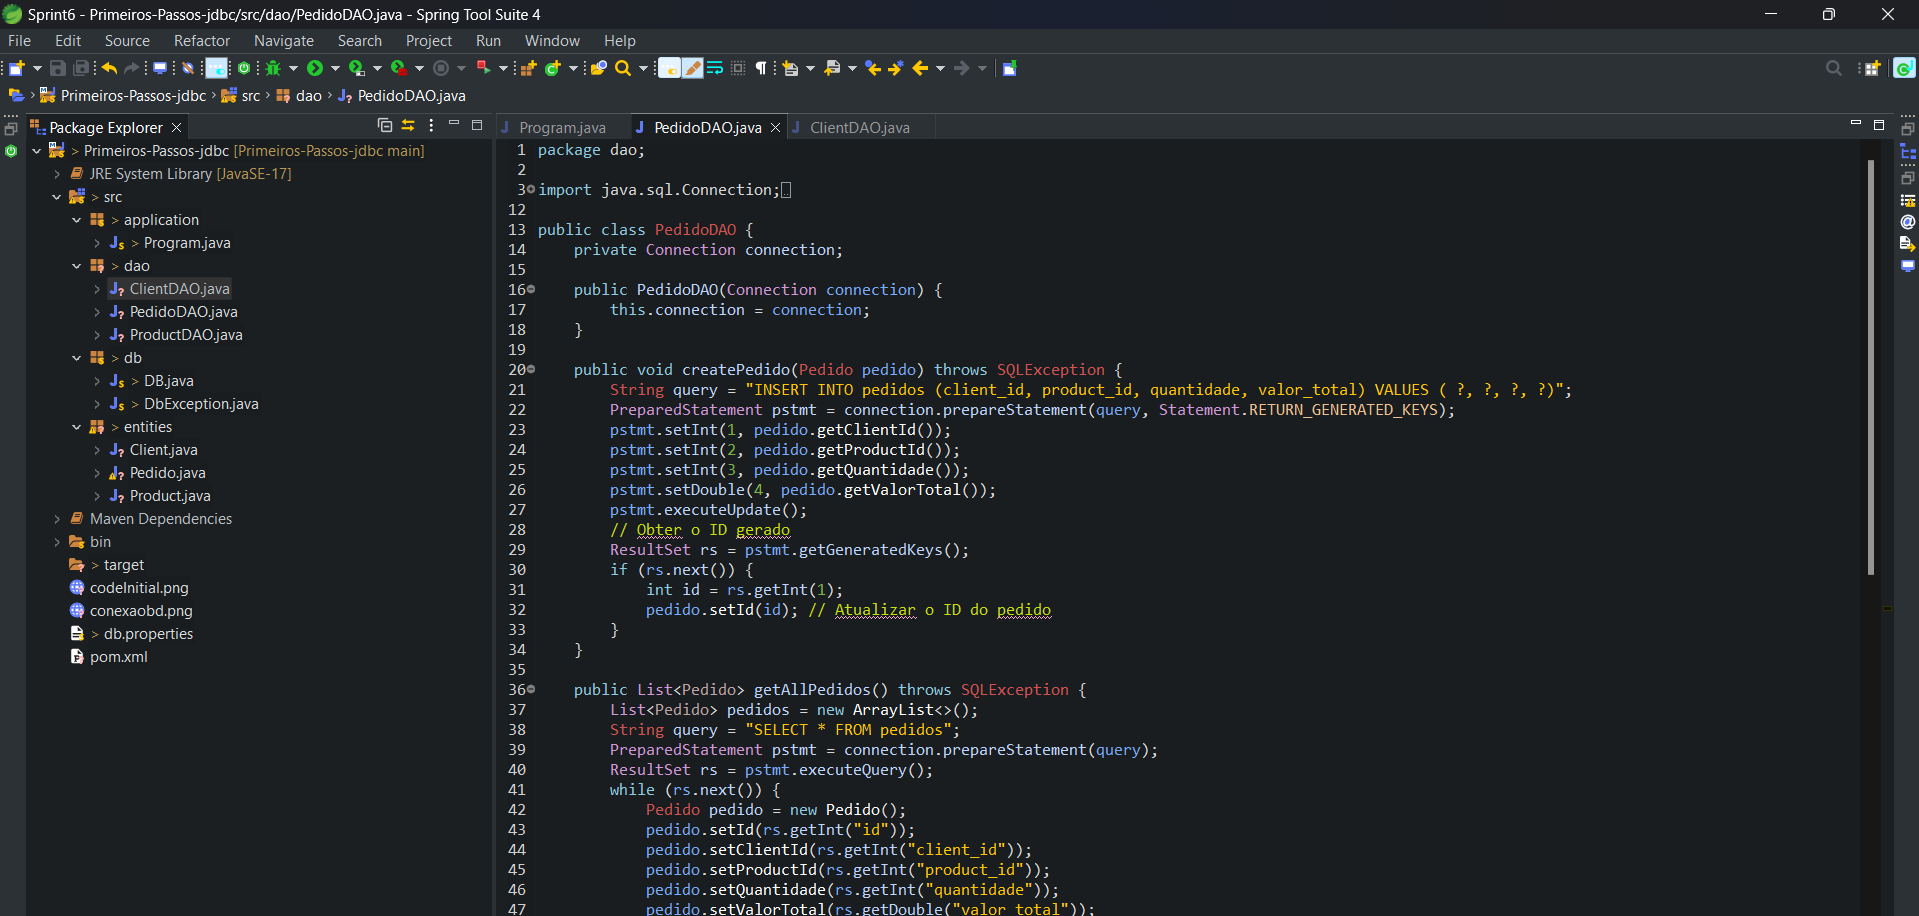 Sprint6 - Primeiros-Passos-jdbc/src/dao/PedidoDAO.java - Spring Tool Suite 4
File Edit Source Refactor Navigate Search Project Run Window Help
Primeiros-Passos-jdbc › src › dao › PedidoDAO.java
Package Explorer
> Primeiros-Passos-jdbc [Primeiros-Passos-jdbc main]
JRE System Library [JavaSE-17]
> src
> application
> Program.java
> dao
ClientDAO.java
PedidoDAO.java
ProductDAO.java
> db
> DB.java
> DbException.java
> entities
Client.java
Pedido.java
Product.java
Maven Dependencies
bin
> target
codeInitial.png
conexaobd.png
> db.properties
pom.xml
Program.java PedidoDAO.java ClientDAO.java
1 package dao;
2
3 import java.sql.Connection;
12
13 public class PedidoDAO {
14 private Connection connection;
15
16 public PedidoDAO(Connection connection) {
17 this.connection = connection;
18 }
19
20 public void createPedido(Pedido pedido) throws SQLException {
21 String query = "INSERT INTO pedidos (client_id, product_id, quantidade, valor_total) VALUES ( ?, ?, ?, ?)";
22 PreparedStatement pstmt = connection.prepareStatement(query, Statement.RETURN_GENERATED_KEYS);
23 pstmt.setInt(1, pedido.getClientId());
24 pstmt.setInt(2, pedido.getProductId());
25 pstmt.setInt(3, pedido.getQuantidade());
26 pstmt.setDouble(4, pedido.getValorTotal());
27 pstmt.executeUpdate();
28 // Obter o ID gerado
29 ResultSet rs = pstmt.getGeneratedKeys();
30 if (rs.next()) {
31 int id = rs.getInt(1);
32 pedido.setId(id); // Atualizar o ID do pedido
33 }
34 }
35
36 public List<Pedido> getAllPedidos() throws SQLException {
37 List<Pedido> pedidos = new ArrayList<>();
38 String query = "SELECT * FROM pedidos";
39 PreparedStatement pstmt = connection.prepareStatement(query);
40 ResultSet rs = pstmt.executeQuery();
41 while (rs.next()) {
42 Pedido pedido = new Pedido();
43 pedido.setId(rs.getInt("id"));
44 pedido.setClientId(rs.getInt("client_id"));
45 pedido.setProductId(rs.getInt("product_id"));
46 pedido.setQuantidade(rs.getInt("quantidade"));
47 pedido.setValorTotal(rs.getDouble("valor_total"));